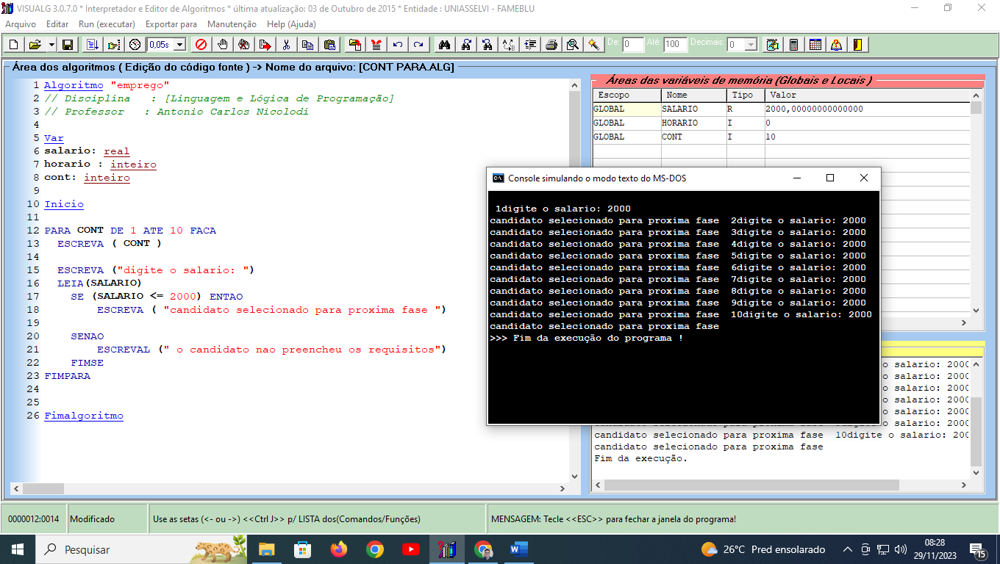 VISUALG 3.0.7.0 * Interpretador e Editor de Algoritmos * última atualização: 03 de Outubro de 2015 * Entidade : UNIASSELVI - FAMEBLU
Arquivo Editar Run (executar) Exportar para Manutenção Help (Ajuda)
0,05s De: 0 Até: 100 Decimais: 0
Área dos algoritmos ( Edição do código fonte ) -> Nome do arquivo: [CONT PARA.ALG]
1 Algoritmo "emprego"
2 // Disciplina : [Linguagem e Lógica de Programação]
3 // Professor : Antonio Carlos Nicolodi
4
5 Var
6 salario: real
7 horario : inteiro
8 cont: inteiro
9
10 Inicio
11
12 PARA CONT DE 1 ATE 10 FACA
13 ESCREVA ( CONT )
14
15 ESCREVA ("digite o salario: ")
16 LEIA(SALARIO)
17 SE (SALARIO <= 2000) ENTAO
18 ESCREVA ( "candidato selecionado para proxima fase ")
19
20 SENAO
21 ESCREVAL (" o candidato nao preencheu os requisitos")
22 FIMSE
23 FIMPARA
24
25
26 Fimalgoritmo
Áreas das variáveis de memória (Globais e Locais )
Escopo Nome Tipo Valor
GLOBAL SALARIO R 2000,00000000000000
GLOBAL HORARIO I 0
GLOBAL CONT I 10
Console simulando o modo texto do MS-DOS
1digite o salario: 2000
candidato selecionado para proxima fase 2digite o salario: 2000
candidato selecionado para proxima fase 3digite o salario: 2000
candidato selecionado para proxima fase 4digite o salario: 2000
candidato selecionado para proxima fase 5digite o salario: 2000
candidato selecionado para proxima fase 6digite o salario: 2000
candidato selecionado para proxima fase 7digite o salario: 2000
candidato selecionado para proxima fase 8digite o salario: 2000
candidato selecionado para proxima fase 9digite o salario: 2000
candidato selecionado para proxima fase 10digite o salario: 2000
candidato selecionado para proxima fase
>>> Fim da execução do programa !
o salario: 2000
o salario: 2000
o salario: 2000
o salario: 2000
o salario: 2000
o salario: 2000
candidato selecionado para proxima fase 10digite o salario: 200
candidato selecionado para proxima fase
Fim da execução.
0000012:0014 Modificado Use as setas (<- ou ->) <<Ctrl J>> p/ LISTA dos(Comandos/Funções) MENSAGEM: Tecle <<ESC>> para fechar a janela do programa!
Pesquisar 26°C Pred ensolarado 08:28
29/11/2023 15